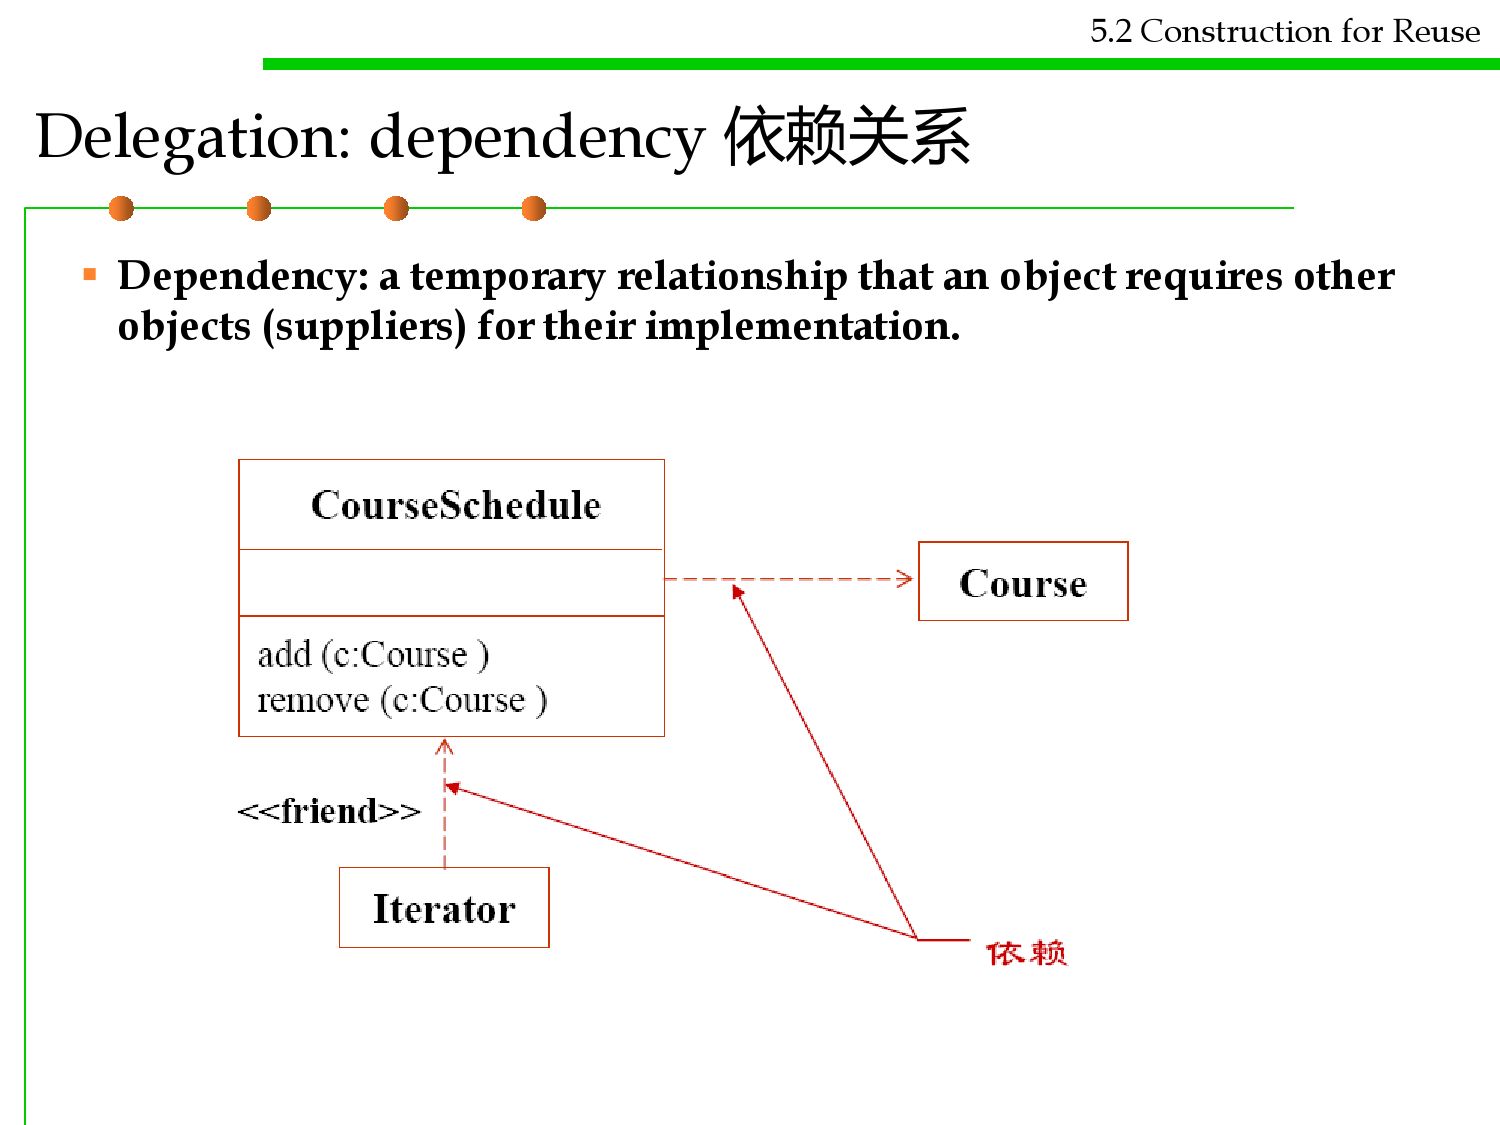 5.2 Construction for Reuse
Delegation: dependency 依赖关系
Dependency: a temporary relationship that an object requires other
objects (suppliers) for their implementation.
CourseSchedule
Course
add (c:Course )
remove (c:Course )
<<friend>>
Iterator
依赖